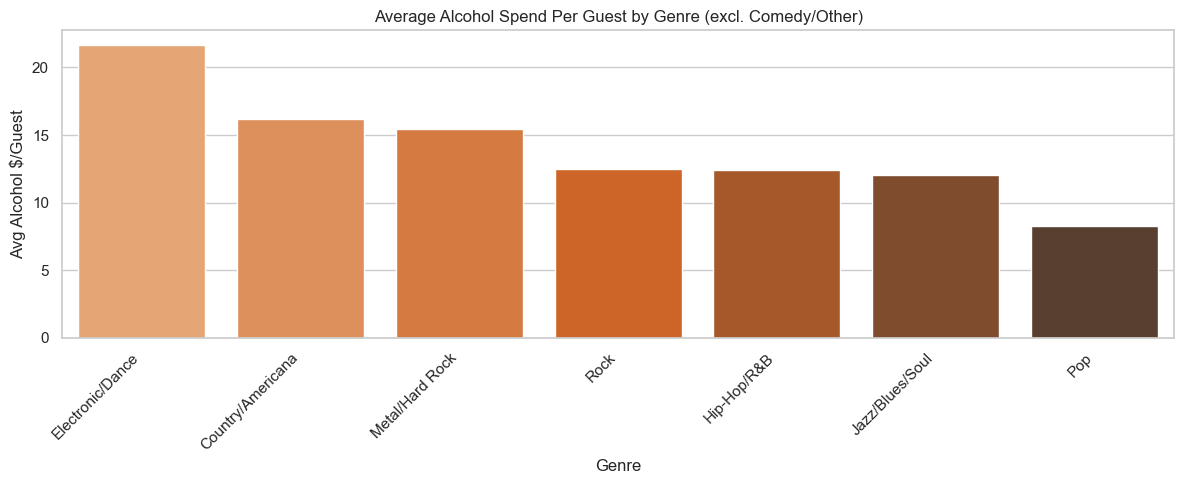 Average Alcohol Spend Per Guest by Genre (excl. Comedy/Other)
Avg Alcohol $/Guest
20
15
10
5
0
Electronic/Dance
Country/Americana
Metal/Hard Rock
Rock
Hip-Hop/R&B
Jazz/Blues/Soul
Pop
Genre